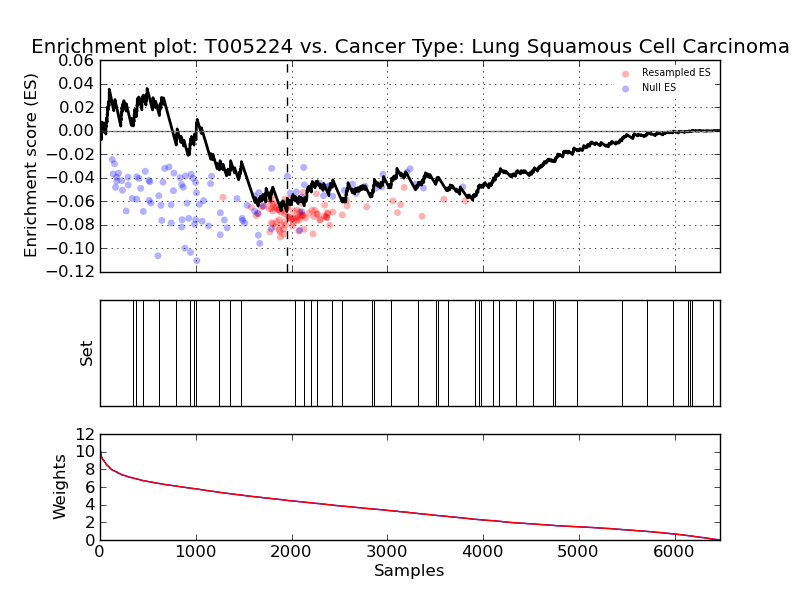 Enrichment plot: T005224 vs. Cancer Type: Lung Squamous Cell Carcinoma
0.06
0.04
0.02
0.00
−0.02
−0.04
−0.06
−0.08
−0.10
−0.12
Enrichment score (ES)
Resampled ES
Null ES
Set
12
10
8
6
4
2
0
Weights
0 1000 2000 3000 4000 5000 6000
Samples